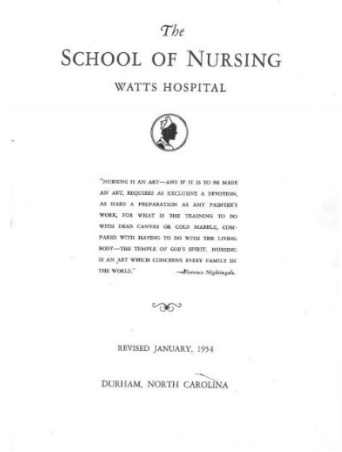 The
SCHOOL OF NURSING
WATTS HOSPITAL
"NURSING IS AN ART—AND IF IT IS TO BE MADE
AN ART, REQUIRES AS EXCLUSIVE A DEVOTION,
AS HARD A PREPARATION AS ANY PAINTER'S
WORK, FOR WHAT IS THE TRAINING TO DO
WITH DEAD CANVAS OR COLD MARBLE, COM-
PARED WITH HAVING TO DO WITH THE LIVING
BODY—THE TEMPLE OF GOD'S SPIRIT. NURSING
IS AN ART WHICH CONCERNS EVERY FAMILY IN
THE WORLD." —Florence Nightingale.
REVISED JANUARY, 1954
DURHAM, NORTH CAROLINA